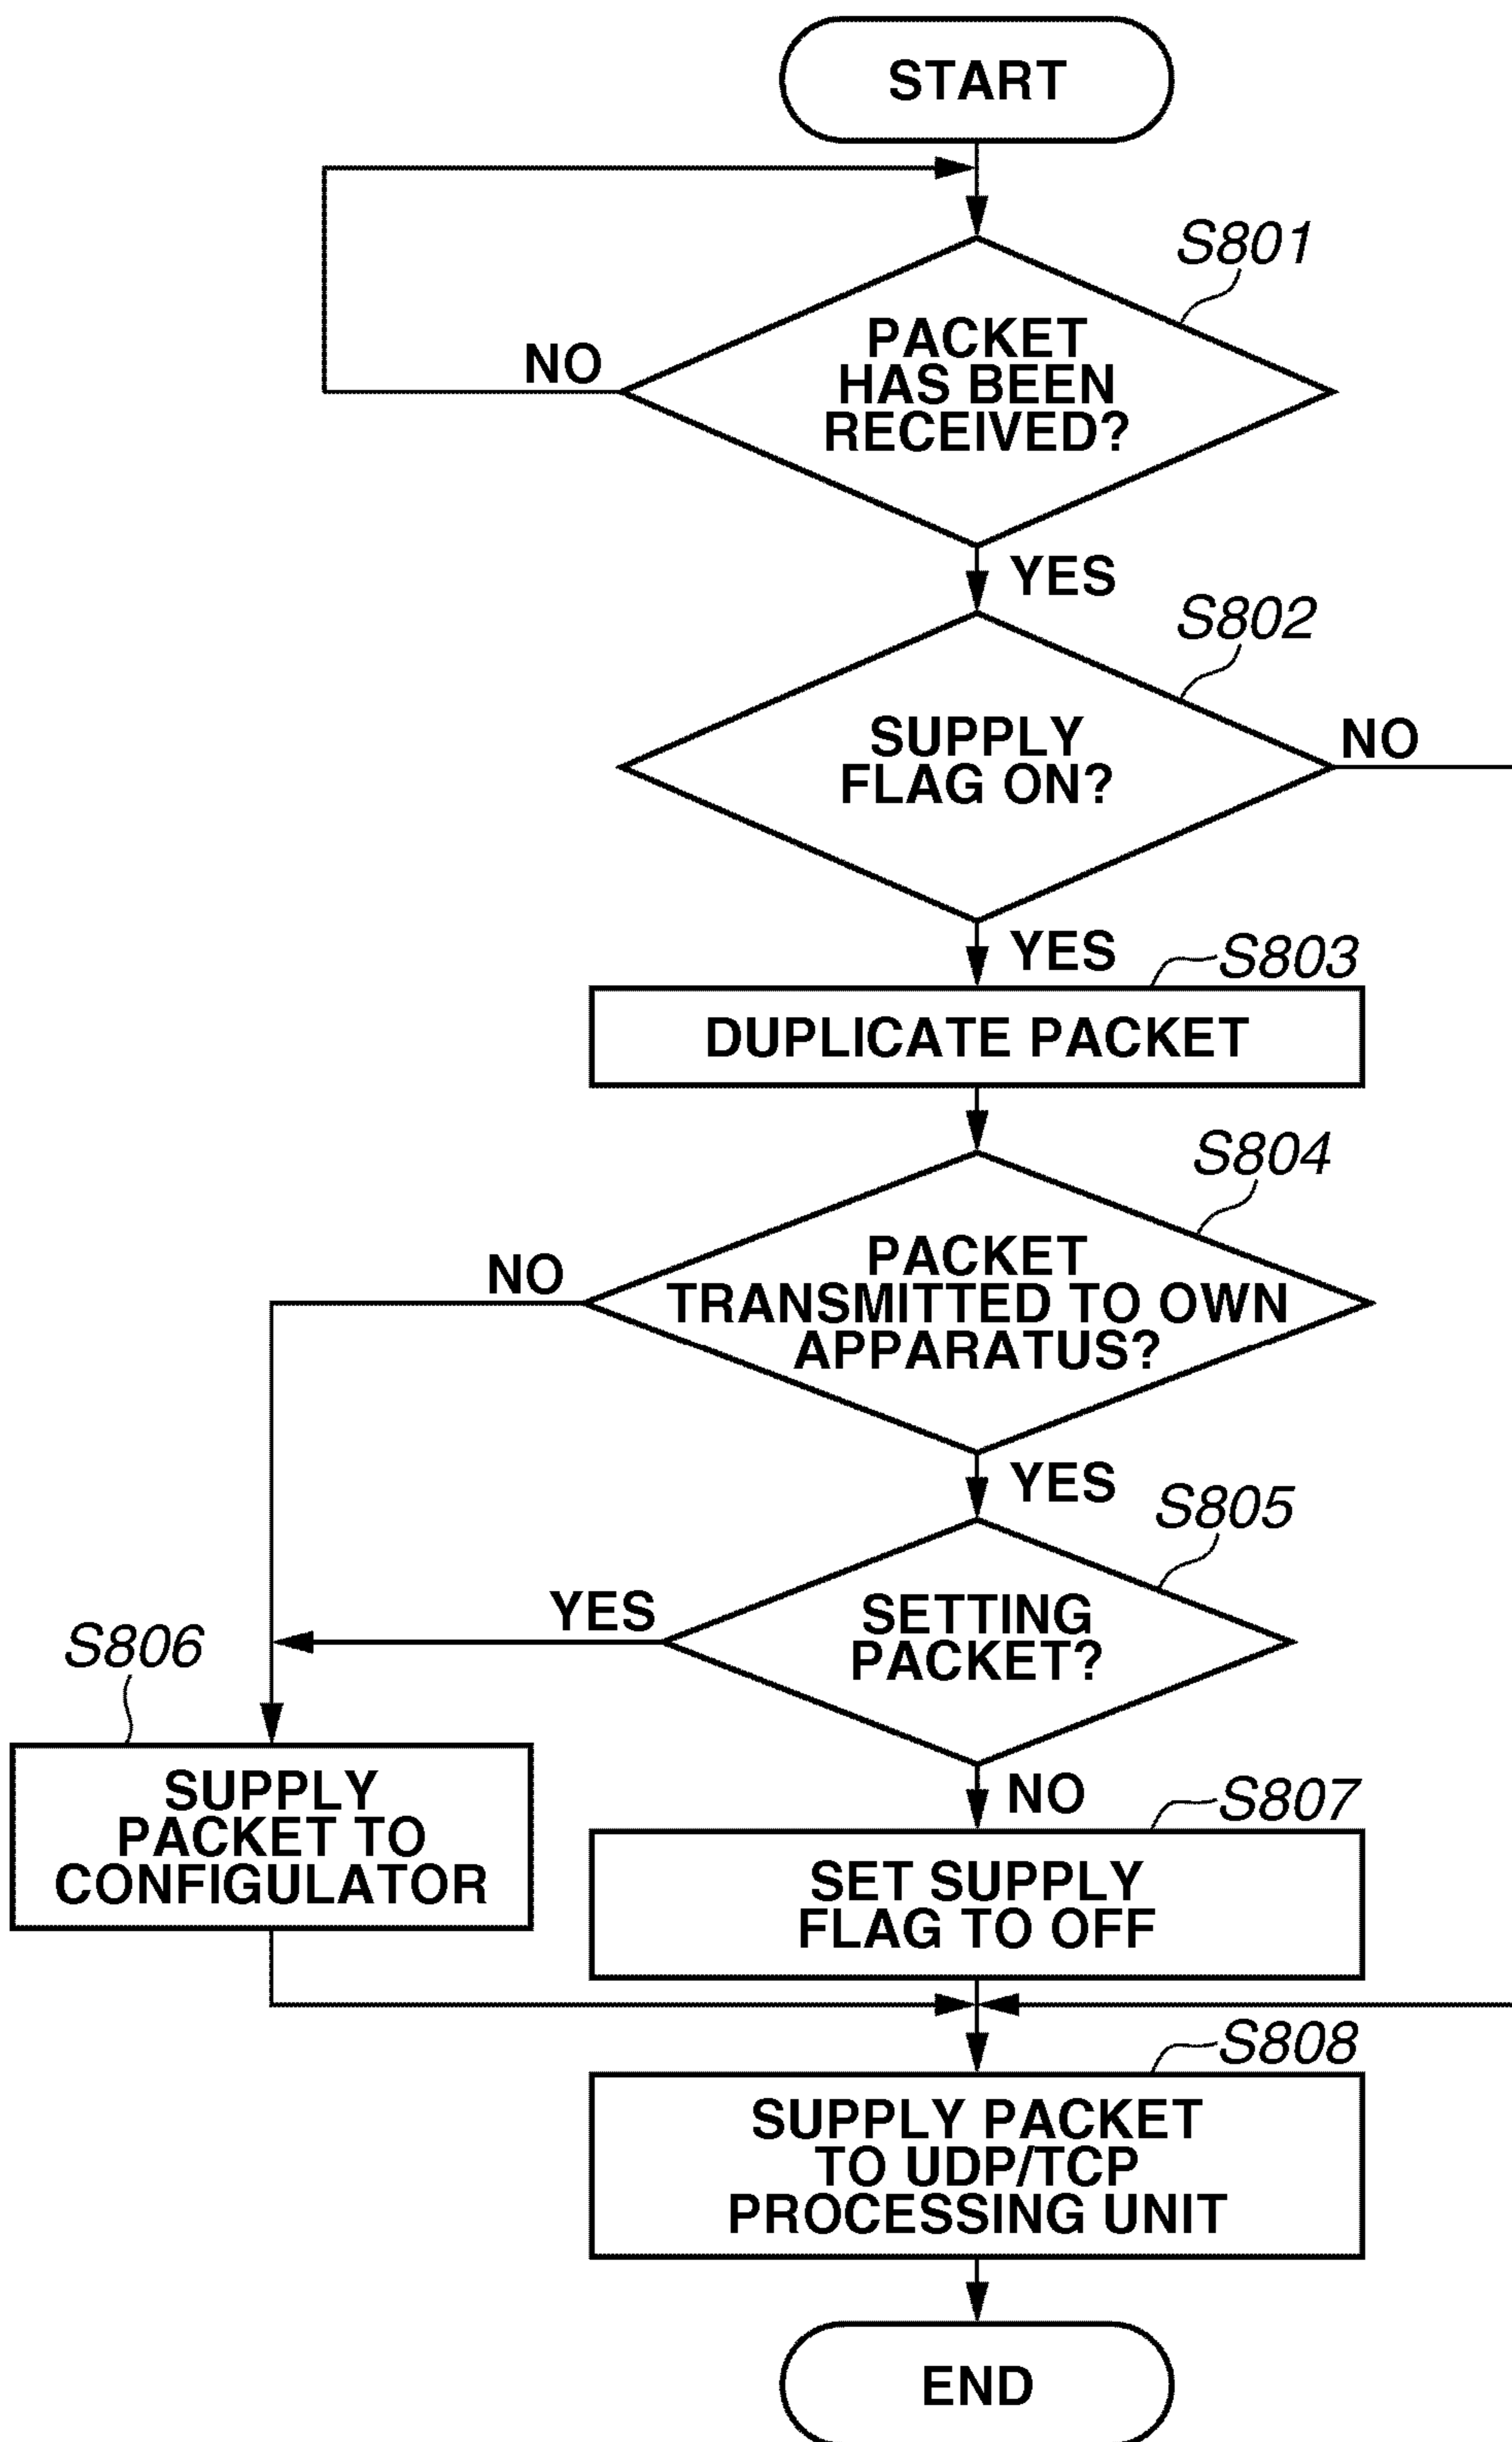 START
S801
PACKET
HAS BEEN
RECEIVED?
NO
YES
S802
SUPPLY
FLAG ON?
NO
YES
S803
DUPLICATE PACKET
S804
PACKET
TRANSMITTED TO OWN
APPARATUS?
NO
YES
S805
SETTING
PACKET?
YES
NO
S806
SUPPLY
PACKET TO
CONFIGULATOR
S807
SET SUPPLY
FLAG TO OFF
S808
SUPPLY PACKET
TO UDP/TCP
PROCESSING UNIT
END